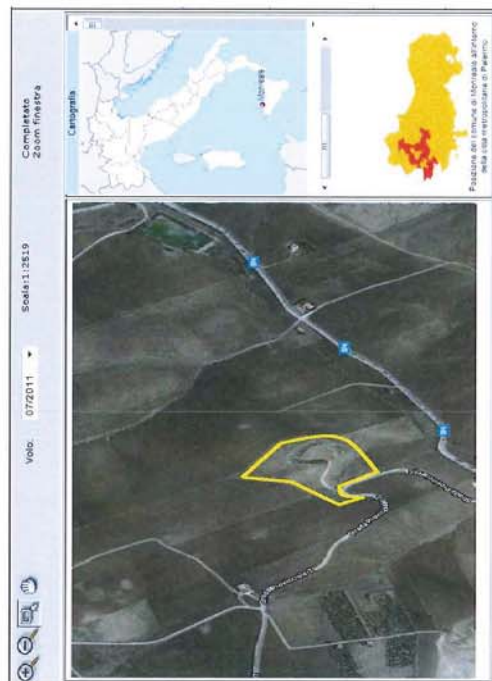 Volo: 07/2011 Scala:1:2519
Completato
Zoom finestra
Cartografia
Monreale
Posizione del comune di Monreale all'interno
della città metropolitana di Palermo